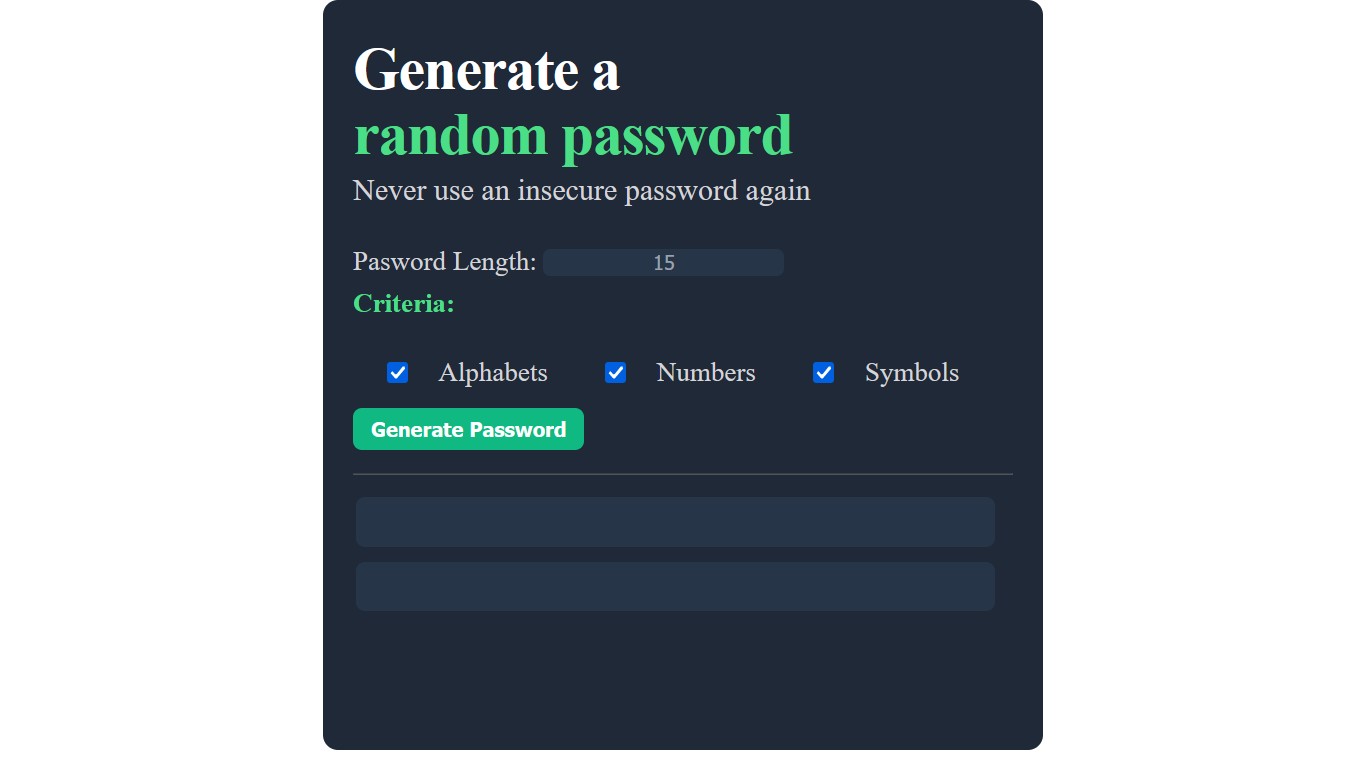 Generate a
random password
Never use an insecure password again
Pasword Length: 15
Criteria:
Alphabets Numbers Symbols
Generate Password